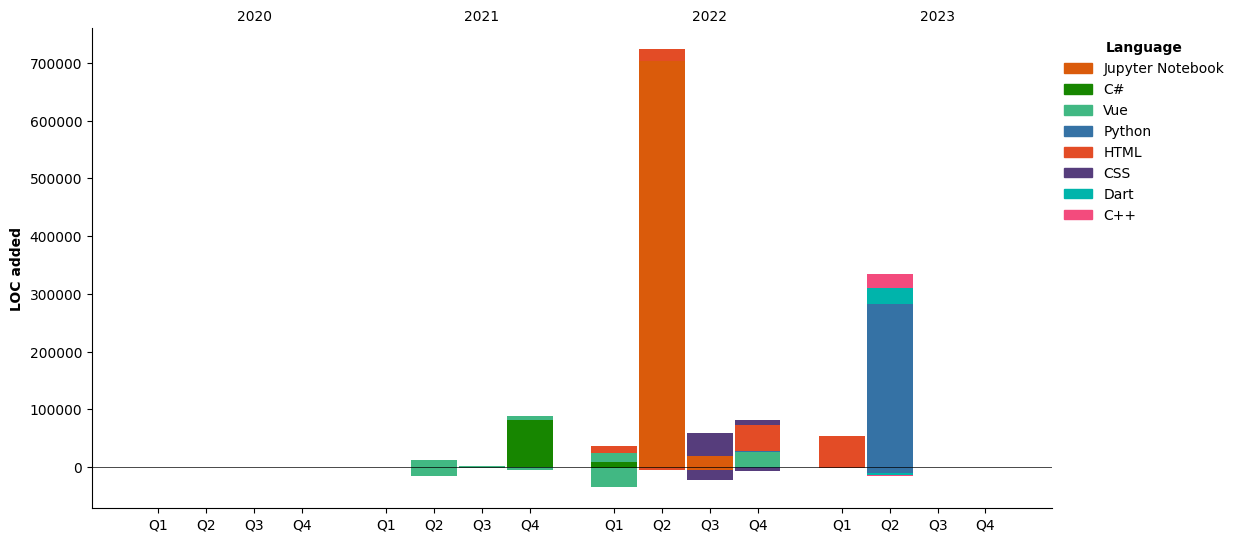 2020 2021 2022 2023
Language
Jupyter Notebook
C#
Vue
Python
HTML
CSS
Dart
C++
LOC added
700000
600000
500000
400000
300000
200000
100000
0
Q1 Q2 Q3 Q4 Q1 Q2 Q3 Q4 Q1 Q2 Q3 Q4 Q1 Q2 Q3 Q4